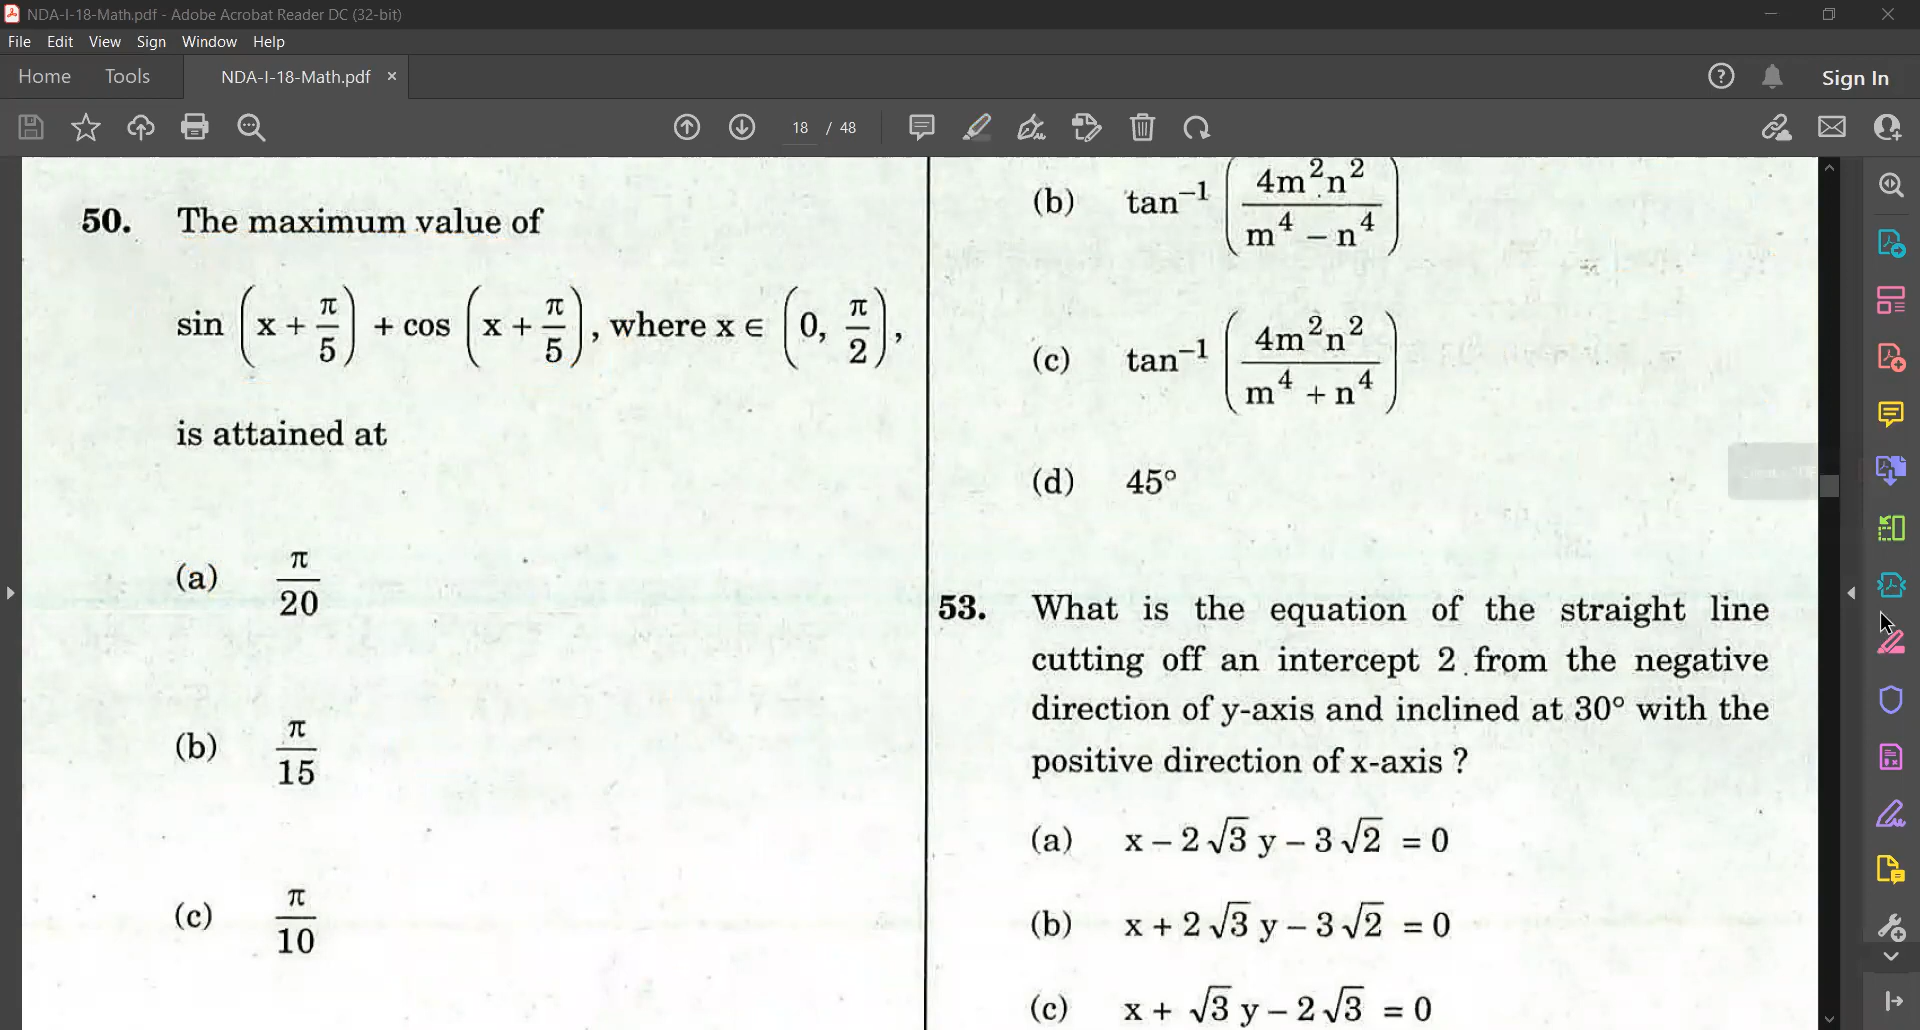 NDA-I-18-Math.pdf - Adobe Acrobat Reader DC (32-bit)
File Edit View Sign Window Help
Home Tools NDA-I-18-Math.pdf × Sign In
18 / 48
50. The maximum value of
sin (x + π/5) + cos (x + π/5), where x ∈ (0, π/2),
is attained at
(a) π/20
(b) π/15
(c) π/10
(b) tan⁻¹ (4m²n² / m⁴ − n⁴)
(c) tan⁻¹ (4m²n² / m⁴ + n⁴)
(d) 45°
53. What is the equation of the straight line
cutting off an intercept 2 from the negative
direction of y-axis and inclined at 30° with the
positive direction of x-axis ?
(a) x – 2 √3 y – 3 √2 = 0
(b) x + 2 √3 y – 3 √2 = 0
(c) x + √3 y – 2 √3 = 0